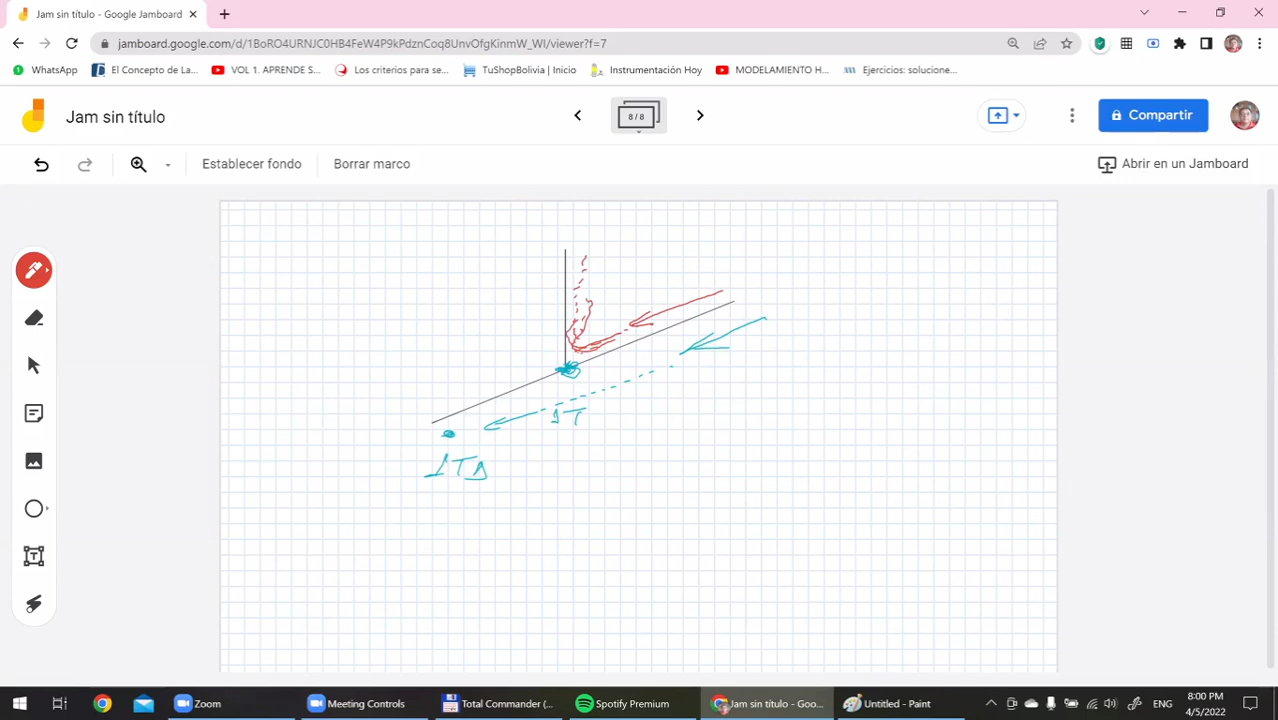 Jam sin título - Google Jamboard
jamboard.google.com/d/1BoRO4URNJC0HB4FeW4P9kPdznCoq8UnvOfgKinmW_WI/viewer?f=7
WhatsApp
El Concepto de La...
VOL 1. APRENDE S...
Los criterios para se...
TuShopBolivia | Inicio
Instrumentación Hoy
MODELAMIENTO H...
Ejercicios: solucione...
Jam sin título
8 / 8
Compartir
Establecer fondo
Borrar marco
Abrir en un Jamboard
1T
Zoom
Meeting Controls
Total Commander (...
Spotify Premium
Jam sin título - Goo...
Untitled - Paint
ENG
8:00 PM
4/5/2022